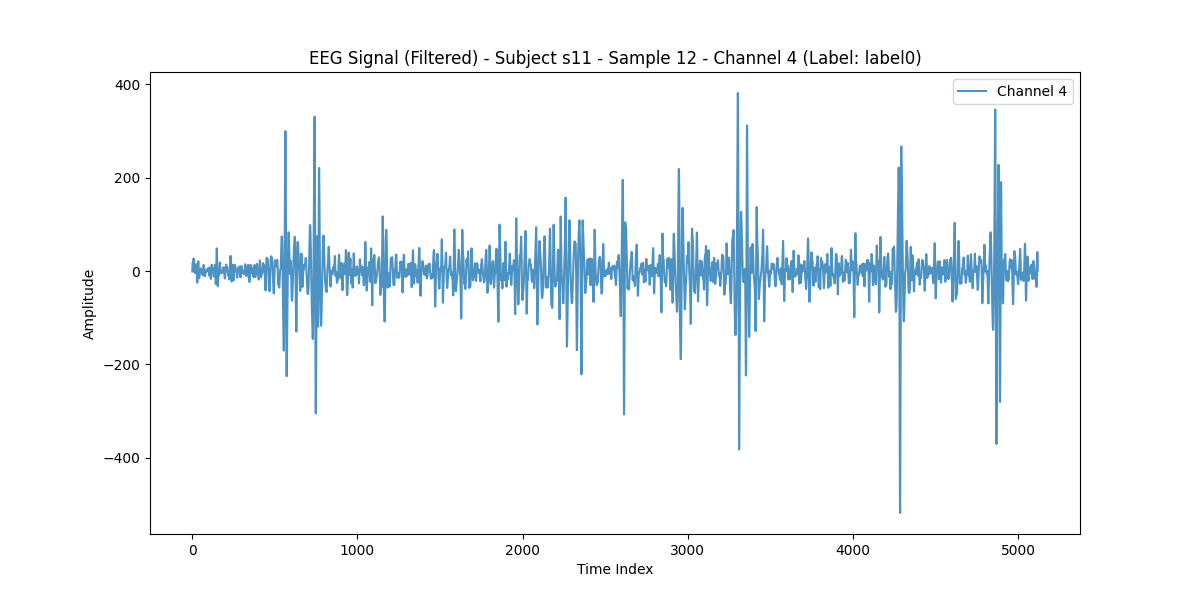 EEG Signal (Filtered) - Subject s11 - Sample 12 - Channel 4 (Label: label0)
Channel 4
400
200
0
−200
−400
Amplitude
0 1000 2000 3000 4000 5000
Time Index